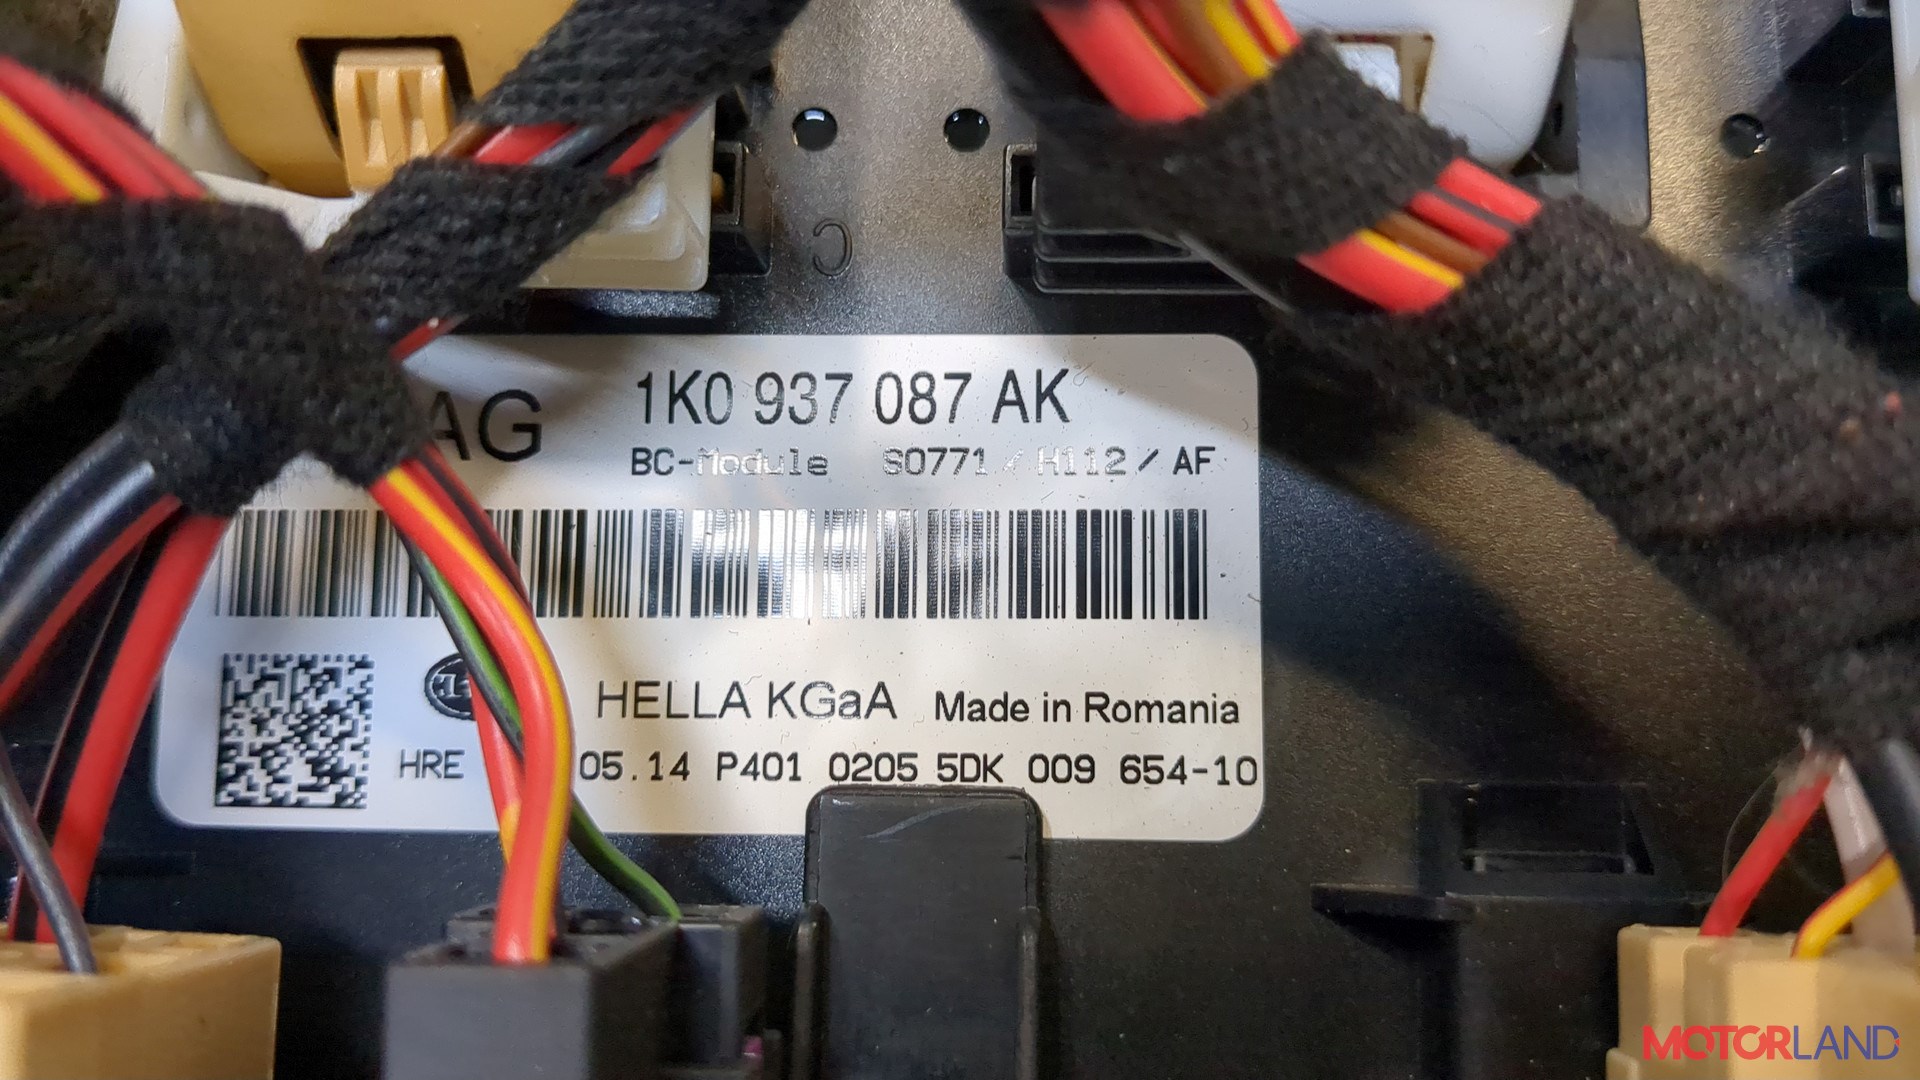 AG 1K0 937 087 AK
BC-Module S0771 / H112 / AF
HELLA KGaA Made in Romania
HRE 05.14 P401 0205 5DK 009 654-10
MOTORLAND